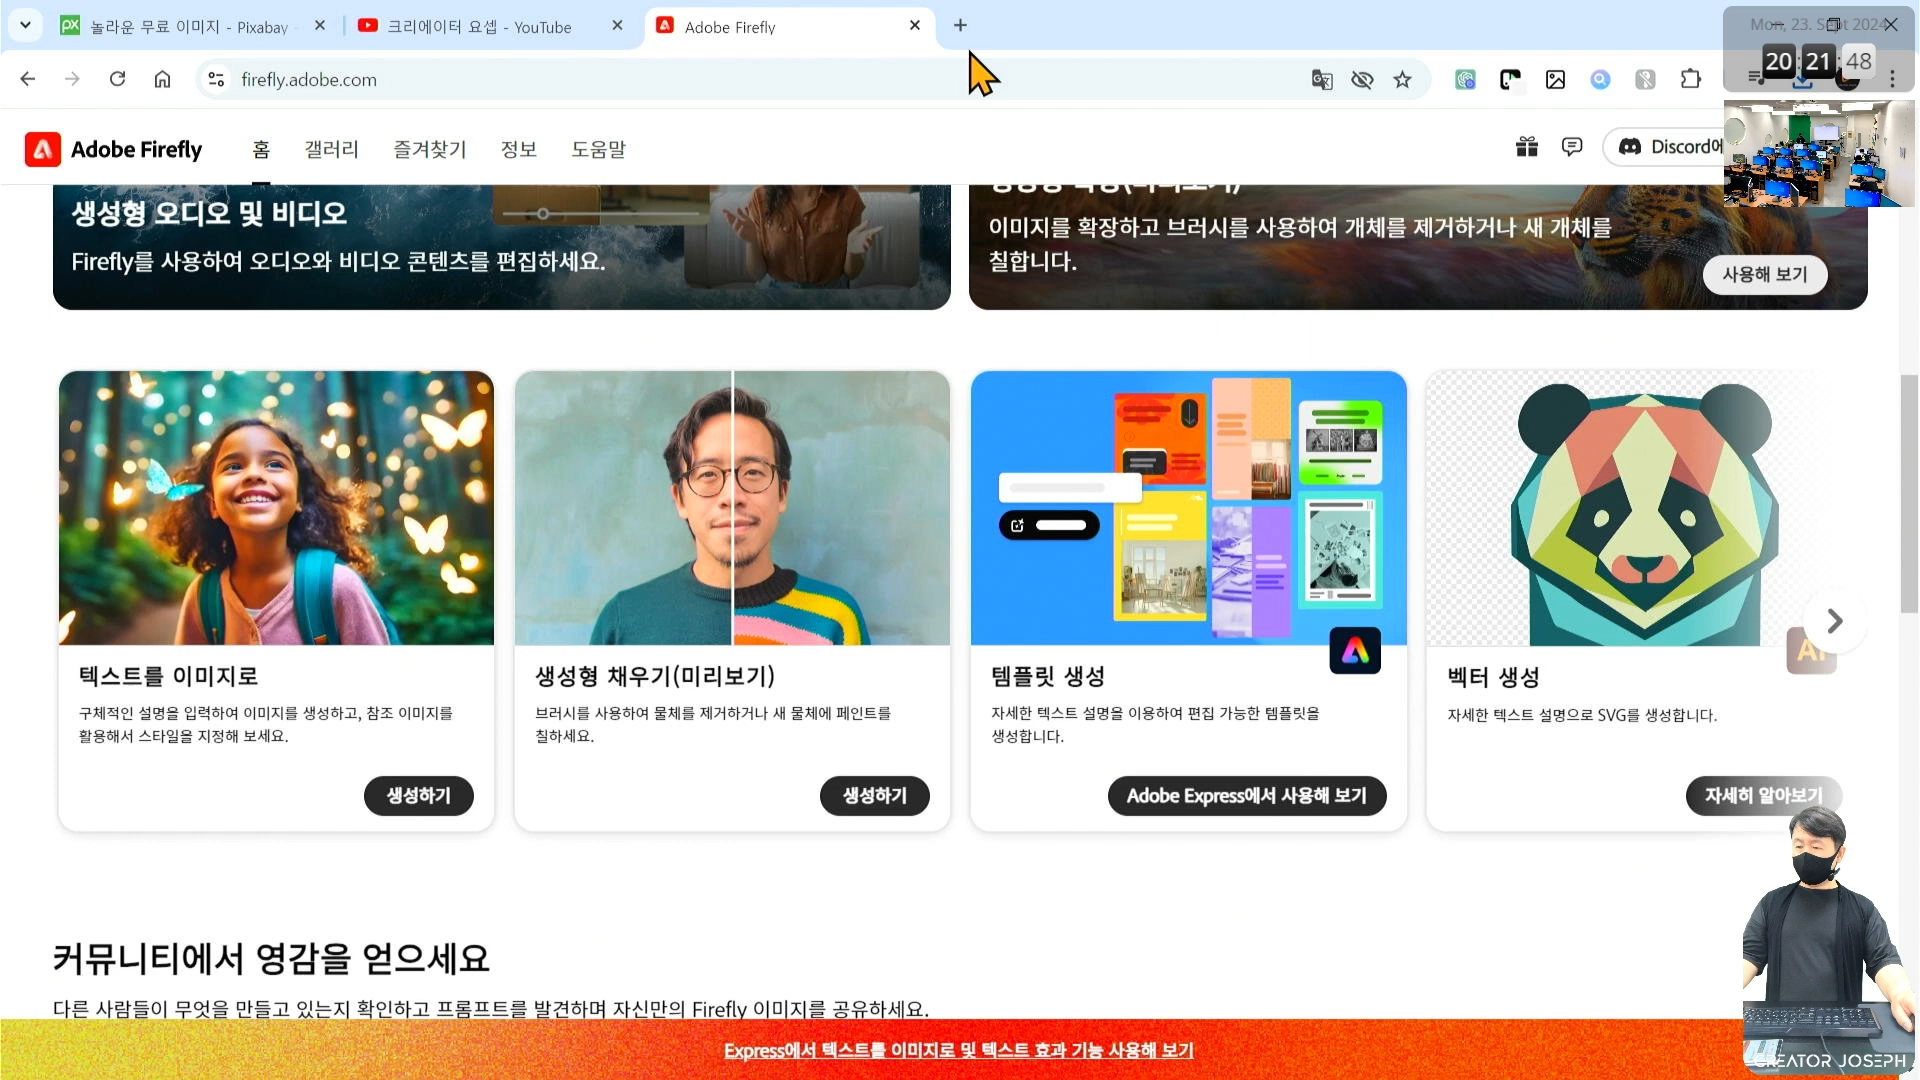 놀라운 무료 이미지 - Pixabay -
크리에이터 요셉 - YouTube
Adobe Firefly
Mon, 23. Sept 2024
20 21 48
firefly.adobe.com
Adobe Firefly
홈
갤러리
즐겨찾기
정보
도움말
Discord에
생성형 오디오 및 비디오
Firefly를 사용하여 오디오와 비디오 콘텐츠를 편집하세요.
이미지를 확장하고 브러시를 사용하여 개체를 제거하거나 새 개체를
칠합니다.
사용해 보기
텍스트를 이미지로
구체적인 설명을 입력하여 이미지를 생성하고, 참조 이미지를
활용해서 스타일을 지정해 보세요.
생성하기
생성형 채우기(미리보기)
브러시를 사용하여 물체를 제거하거나 새 물체에 페인트를
칠하세요.
생성하기
템플릿 생성
자세한 텍스트 설명을 이용하여 편집 가능한 템플릿을
생성합니다.
Adobe Express에서 사용해 보기
Ai
벡터 생성
자세한 텍스트 설명으로 SVG를 생성합니다.
자세히 알아보기
커뮤니티에서 영감을 얻으세요
다른 사람들이 무엇을 만들고 있는지 확인하고 프롬프트를 발견하며 자신만의 Firefly 이미지를 공유하세요.
Express에서 텍스트를 이미지로 및 텍스트 효과 기능 사용해 보기
CREATOR JOSEPH